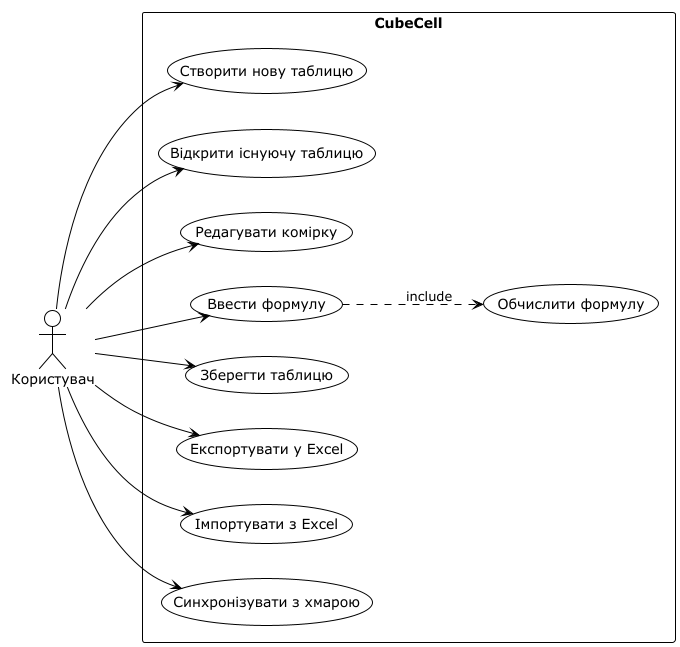 CubeCell
Створити нову таблицю
Відкрити існуючу таблицю
Редагувати комірку
Ввести формулу
include
Обчислити формулу
Зберегти таблицю
Користувач
Експортувати у Excel
Імпортувати з Excel
Синхронізувати з хмарою